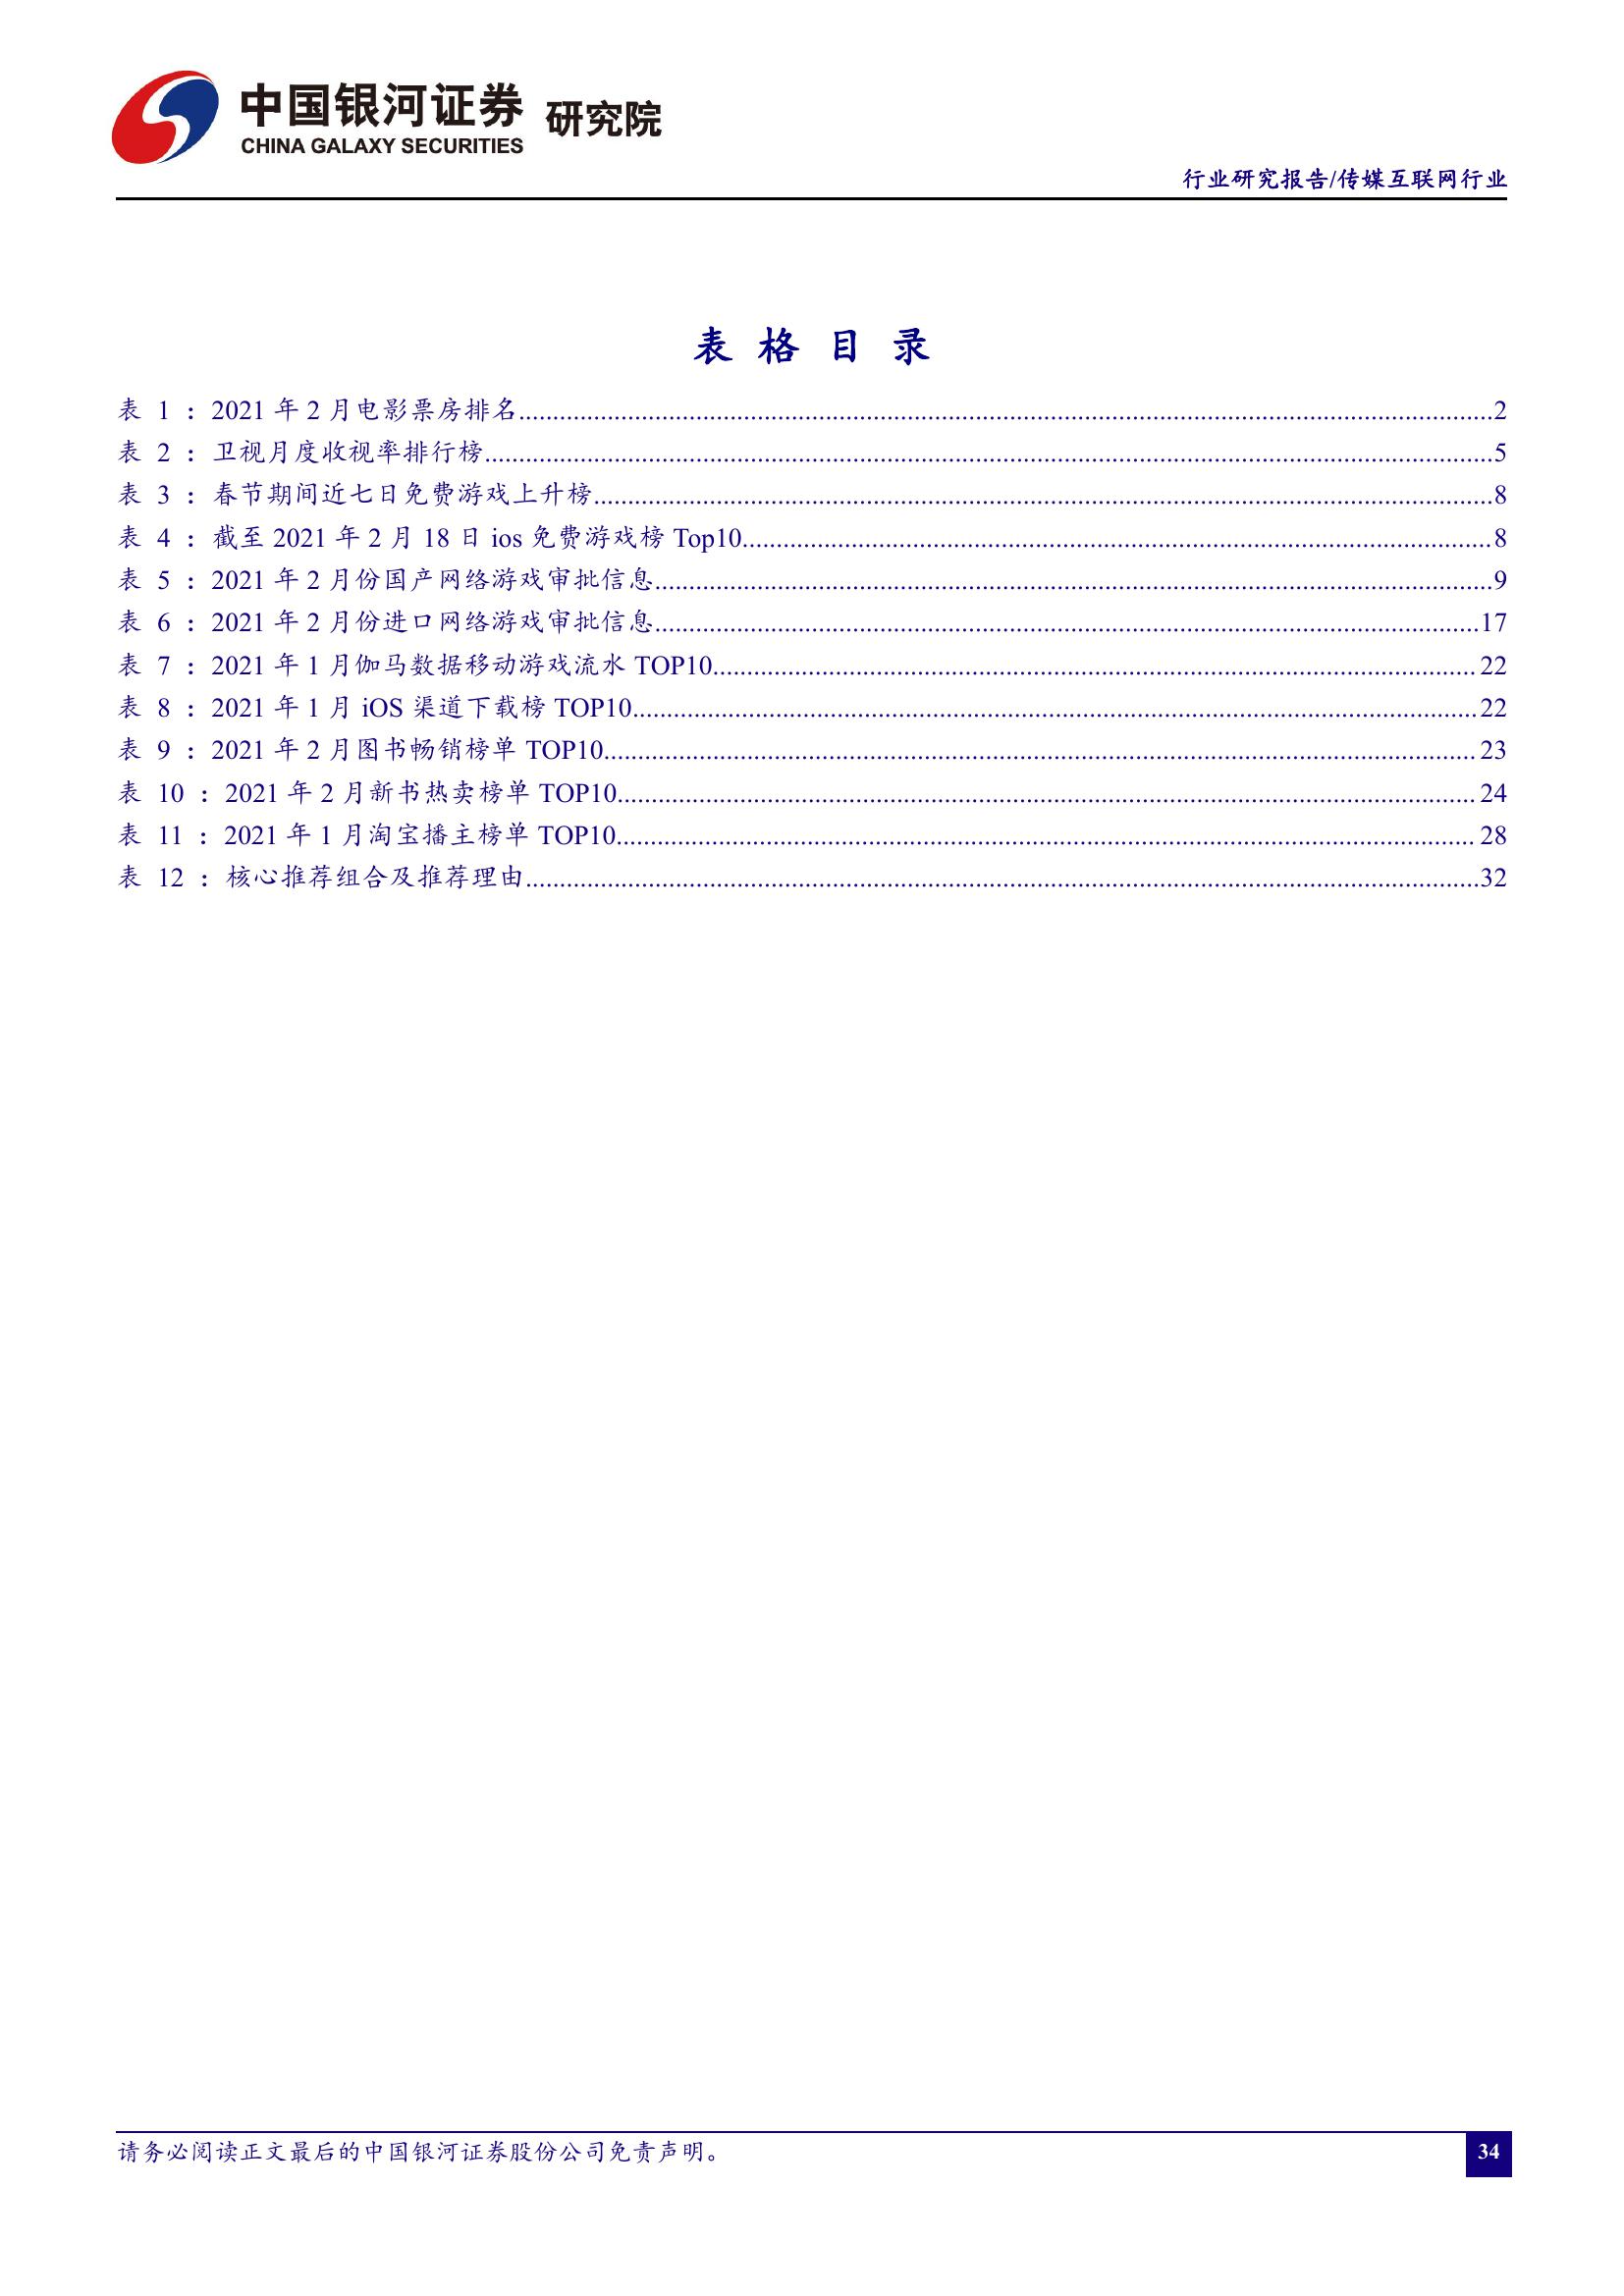 中国银河证券 研究院
CHINA GALAXY SECURITIES
行业研究报告/传媒互联网行业
表 格 目 录
表 1 ：2021 年 2 月电影票房排名........2
表 2 ：卫视月度收视率排行榜........5
表 3 ：春节期间近七日免费游戏上升榜........8
表 4 ：截至 2021 年 2 月 18 日 ios 免费游戏榜 Top10........8
表 5 ：2021 年 2 月份国产网络游戏审批信息........9
表 6 ：2021 年 2 月份进口网络游戏审批信息........17
表 7 ：2021 年 1 月伽马数据移动游戏流水 TOP10........22
表 8 ：2021 年 1 月 iOS 渠道下载榜 TOP10........22
表 9 ：2021 年 2 月图书畅销榜单 TOP10........23
表 10 ：2021 年 2 月新书热卖榜单 TOP10........24
表 11 ：2021 年 1 月淘宝播主榜单 TOP10........28
表 12 ：核心推荐组合及推荐理由........32
请务必阅读正文最后的中国银河证券股份公司免责声明。
34